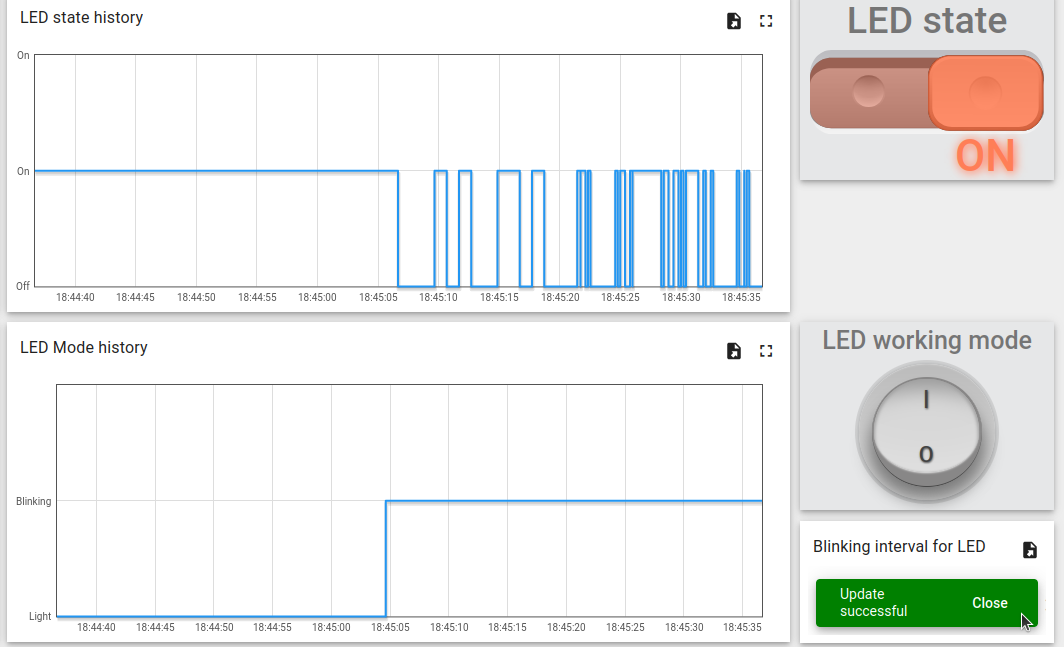 LED state history
On
On
Off
18:44:40 18:44:45 18:44:50 18:44:55 18:45:00 18:45:05 18:45:10 18:45:15 18:45:20 18:45:25 18:45:30 18:45:35
LED state
ON
LED Mode history
Blinking
Light
18:44:40 18:44:45 18:44:50 18:44:55 18:45:00 18:45:05 18:45:10 18:45:15 18:45:20 18:45:25 18:45:30 18:45:35
LED working mode
I
O
Blinking interval for LED
Update
successful
Close